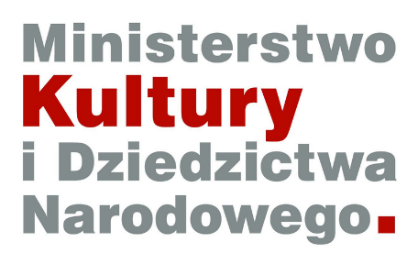 Ministerstwo
Kultury
i Dziedzictwa
Narodowego.